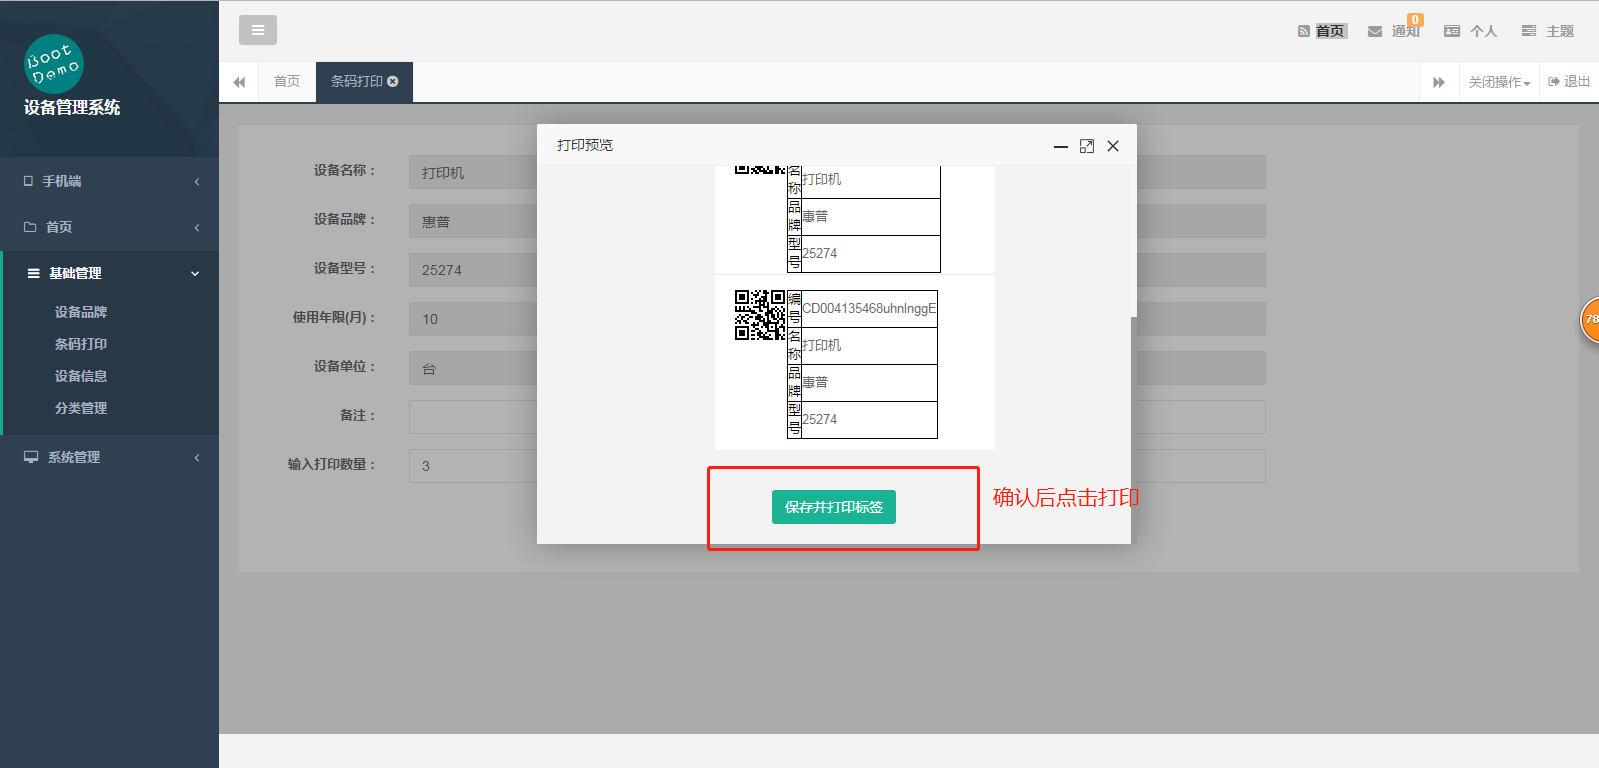 Boot
Demo
设备管理系统
手机端
首页
基础管理
设备品牌
条码打印
设备信息
分类管理
系统管理
首页
通知
0
个人
主题
首页
条码打印
关闭操作
退出
设备名称：
打印机
设备品牌：
惠普
设备型号：
25274
使用年限(月)：
10
设备单位：
台
备注：
输入打印数量：
3
打印预览
名称
打印机
品牌
惠普
型号
25274
编号
CD004135468uhnlnggE
名称
打印机
品牌
惠普
型号
25274
保存并打印标签
确认后点击打印
78